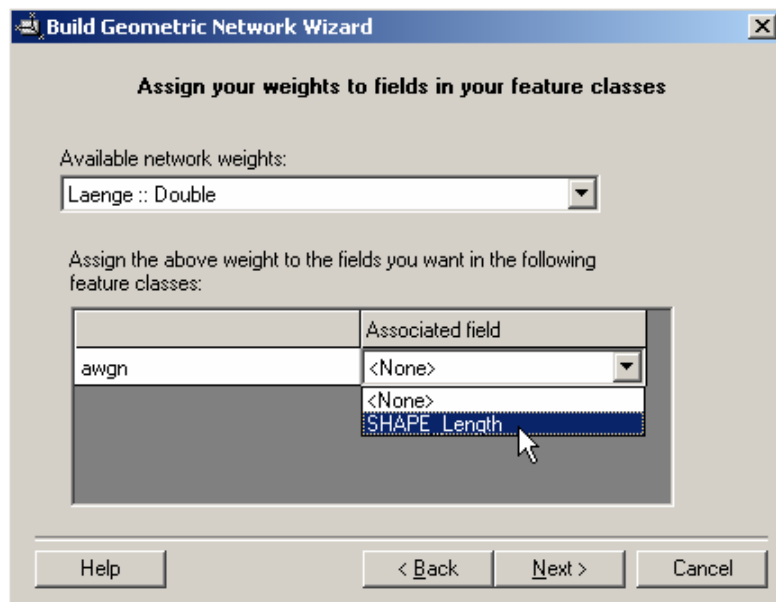 Build Geometric Network Wizard
Assign your weights to fields in your feature classes
Available network weights:
Laenge :: Double
Assign the above weight to the fields you want in the following
feature classes:
Associated field
awgn <None>
<None>
SHAPE_Length
Help < Back Next > Cancel